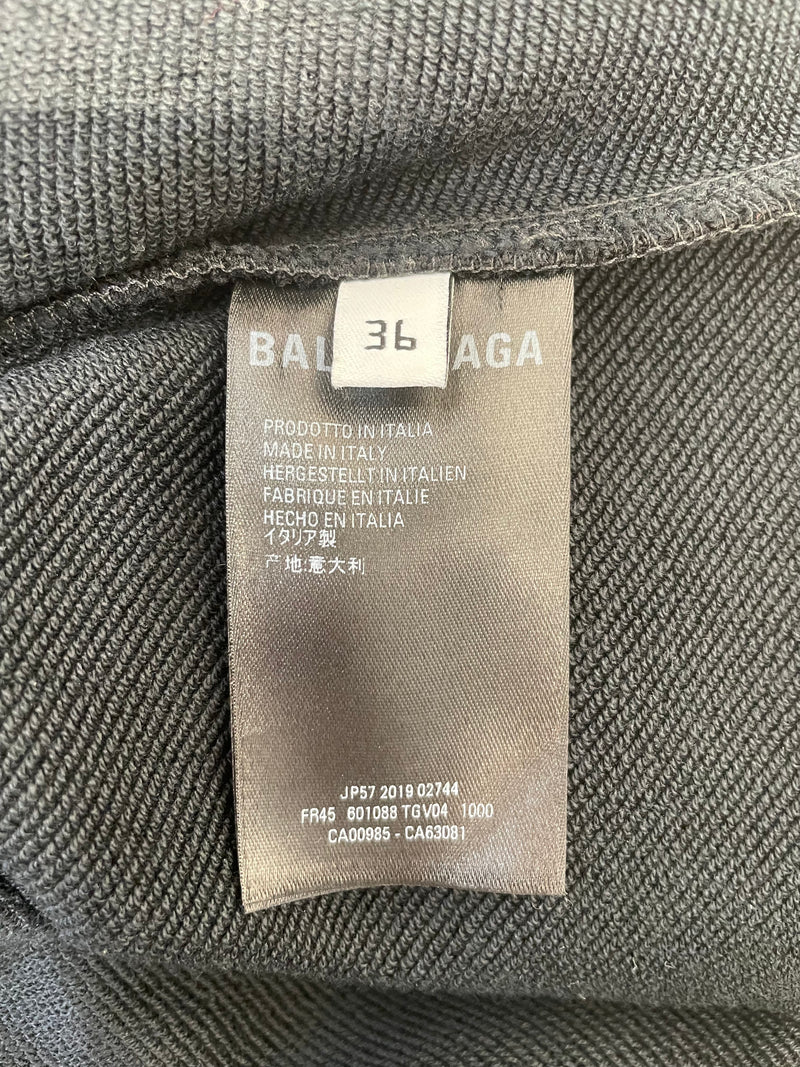 36
BAL AGA
PRODOTTO IN ITALIA
MADE IN ITALY
HERGESTELLT IN ITALIEN
FABRIQUE EN ITALIE
HECHO EN ITALIA
イタリア製
产地:意大利
JP57 2019 02744
FR45 601088 TGV04 1000
CA00985 - CA63081